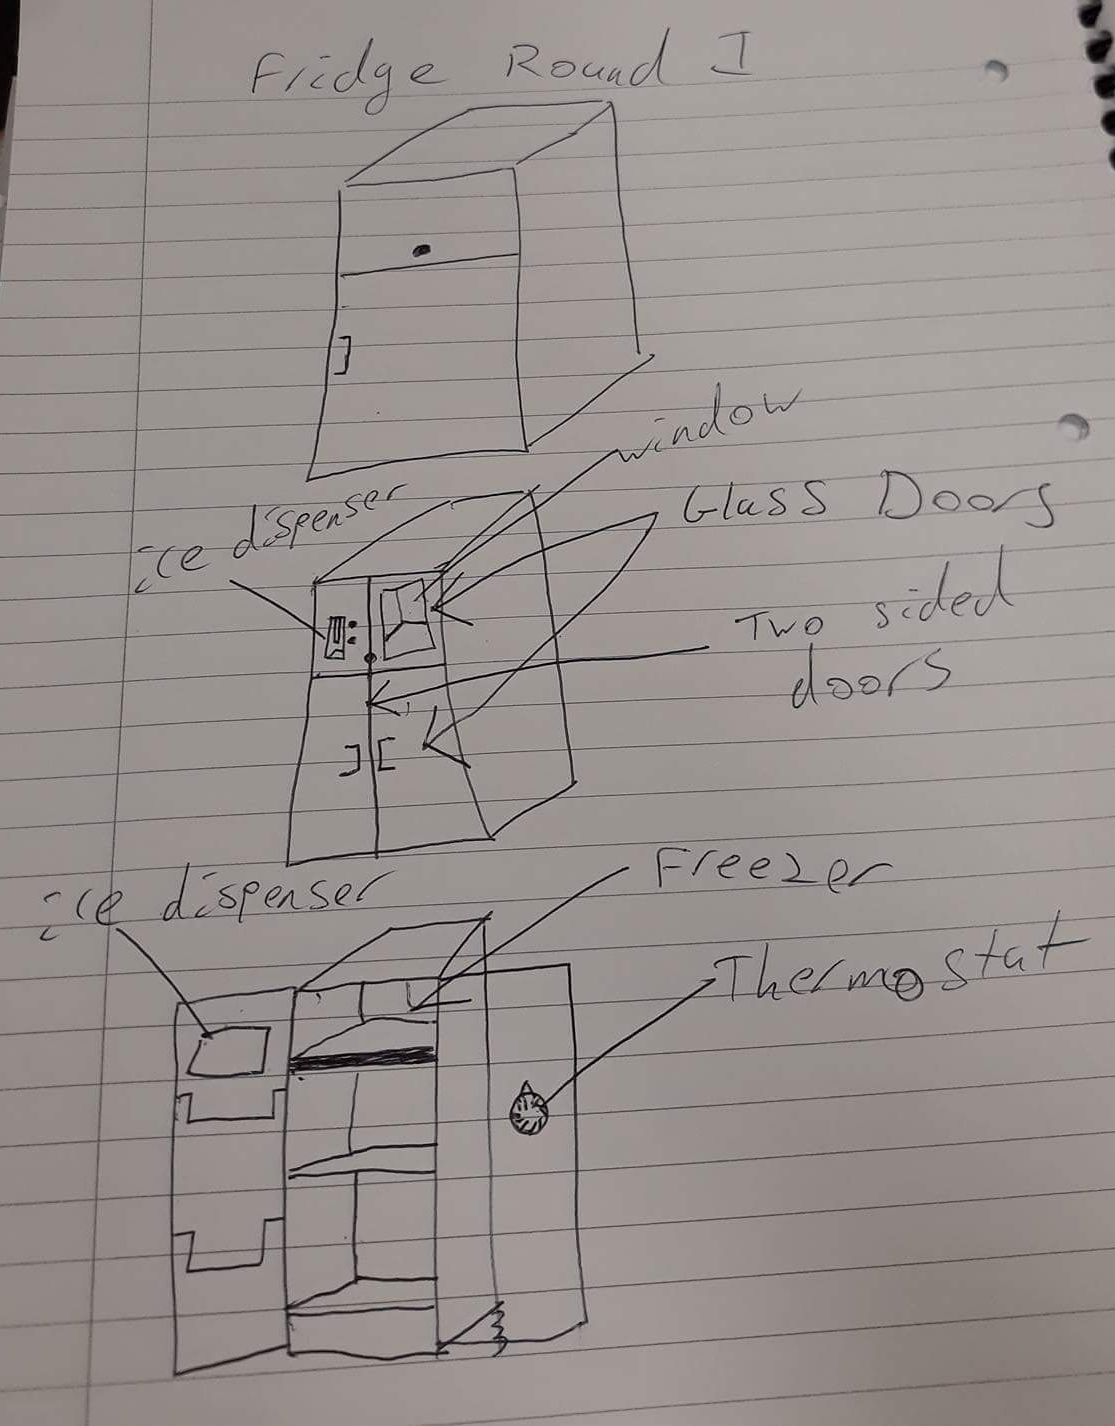 Fridge Round I
window
ice dispenser
Glass Doors
Two sided
doors
ice dispenser
Freezer
Thermostat